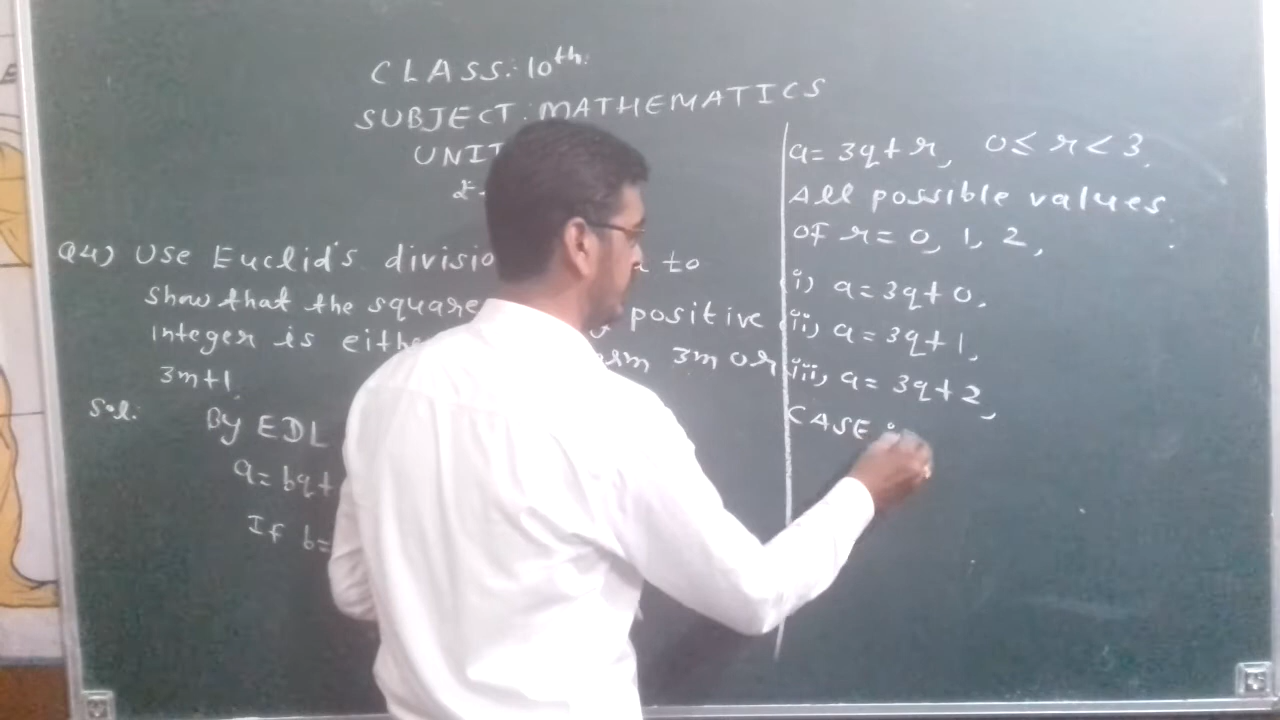 CLASS:10th:
SUBJECT:MATHEMATICS
UNIT
Q4) Use Euclid's to
show that the square positive
Integer is 3m or
3m+1.
Sol: By EDL
a= bq+
If b=
a= 3q+r, 0≤ r < 3.
All possible values
of r= 0, 1, 2,
i) a= 3q+0,
ii, a= 3q+1,
iii, a= 3q+2,
CASE